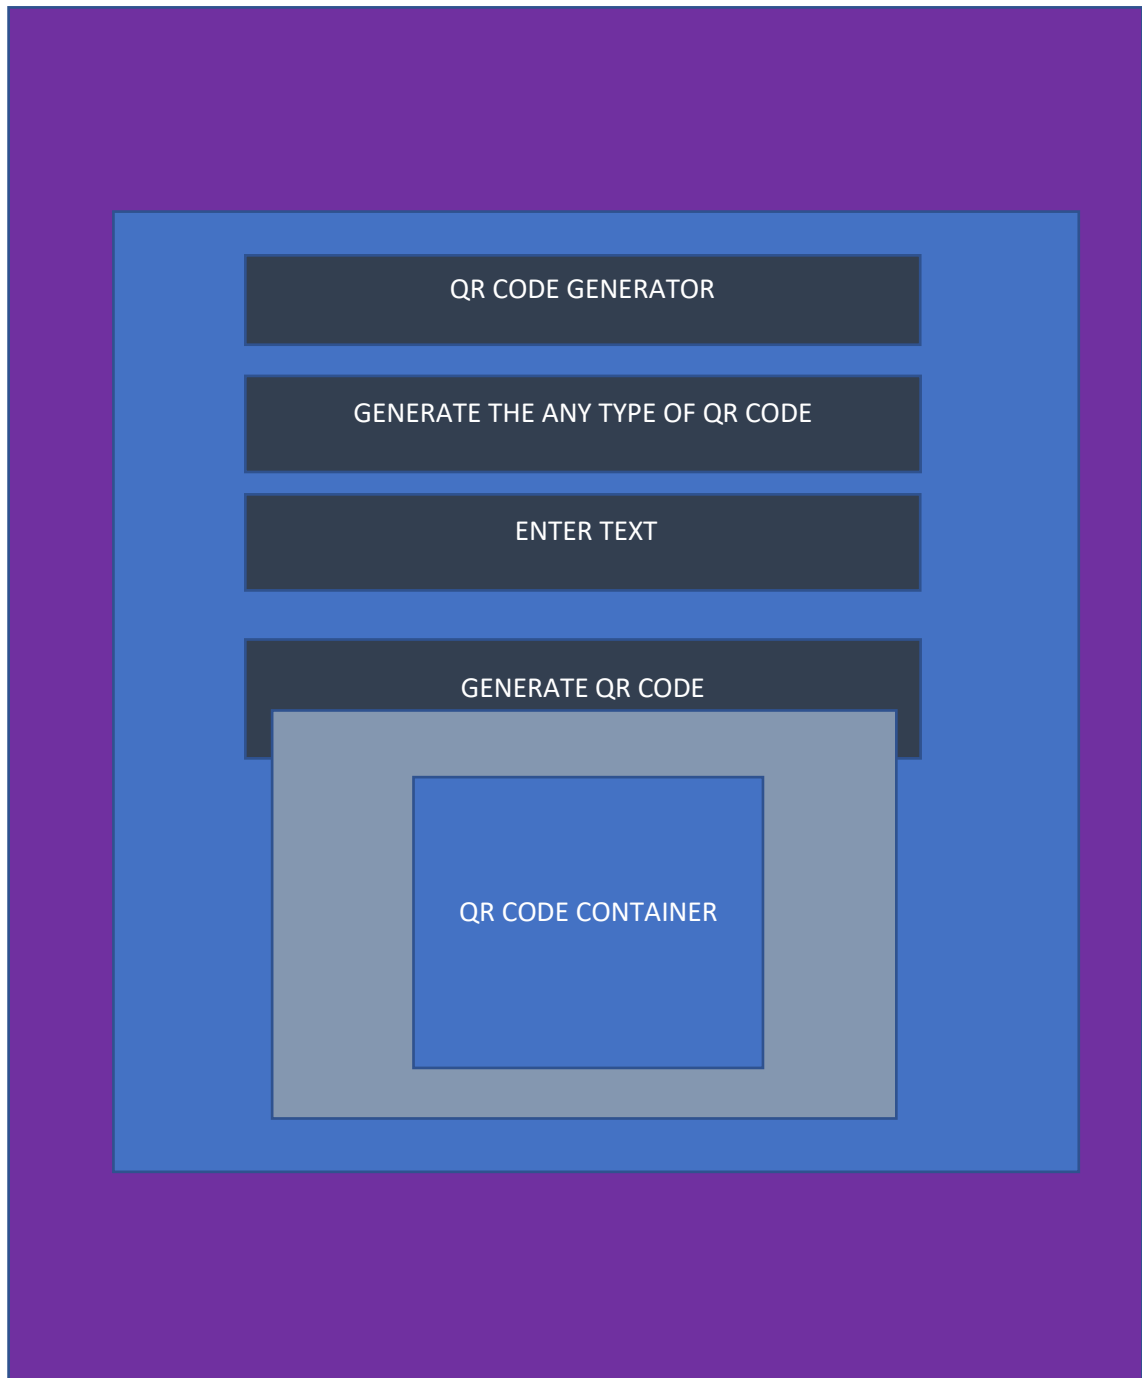 QR CODE GENERATOR
GENERATE THE ANY TYPE OF QR CODE
ENTER TEXT
GENERATE QR CODE
QR CODE CONTAINER